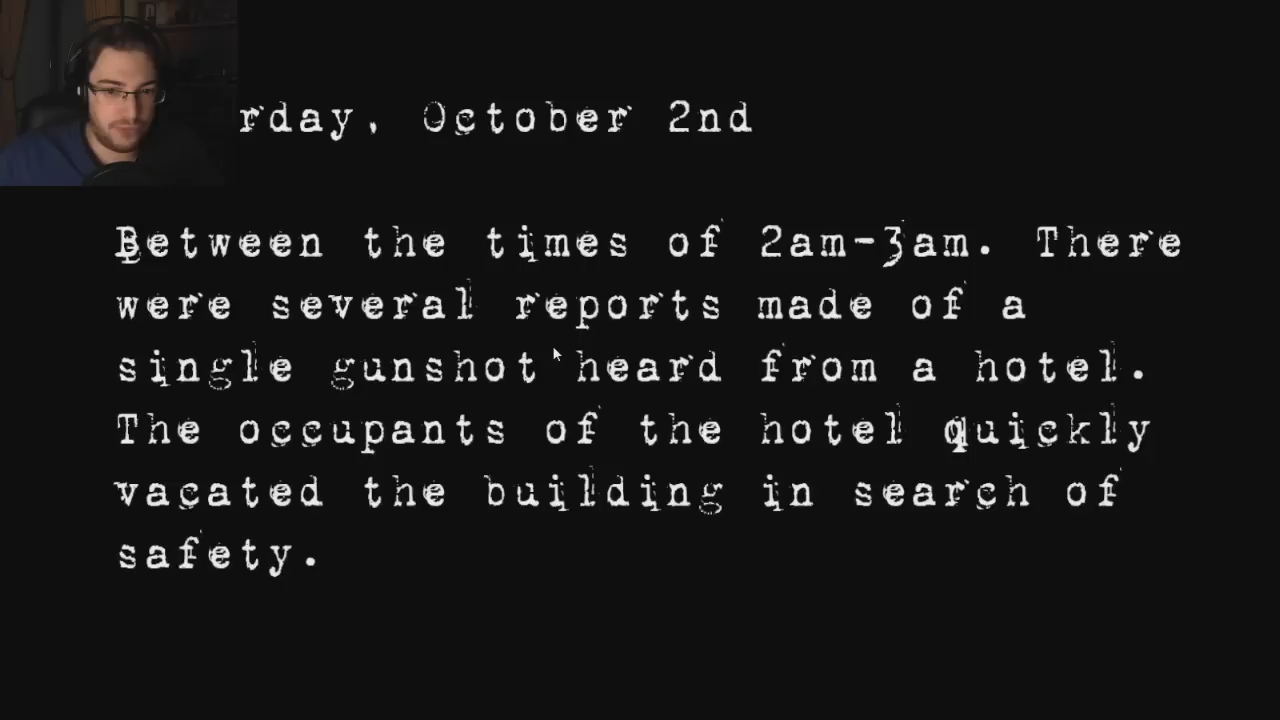 rday, October 2nd
Between the times of 2am-3am. There
were several reports made of a
single gunshot heard from a hotel.
The occupants of the hotel quickly
vacated the building in search of
safety.